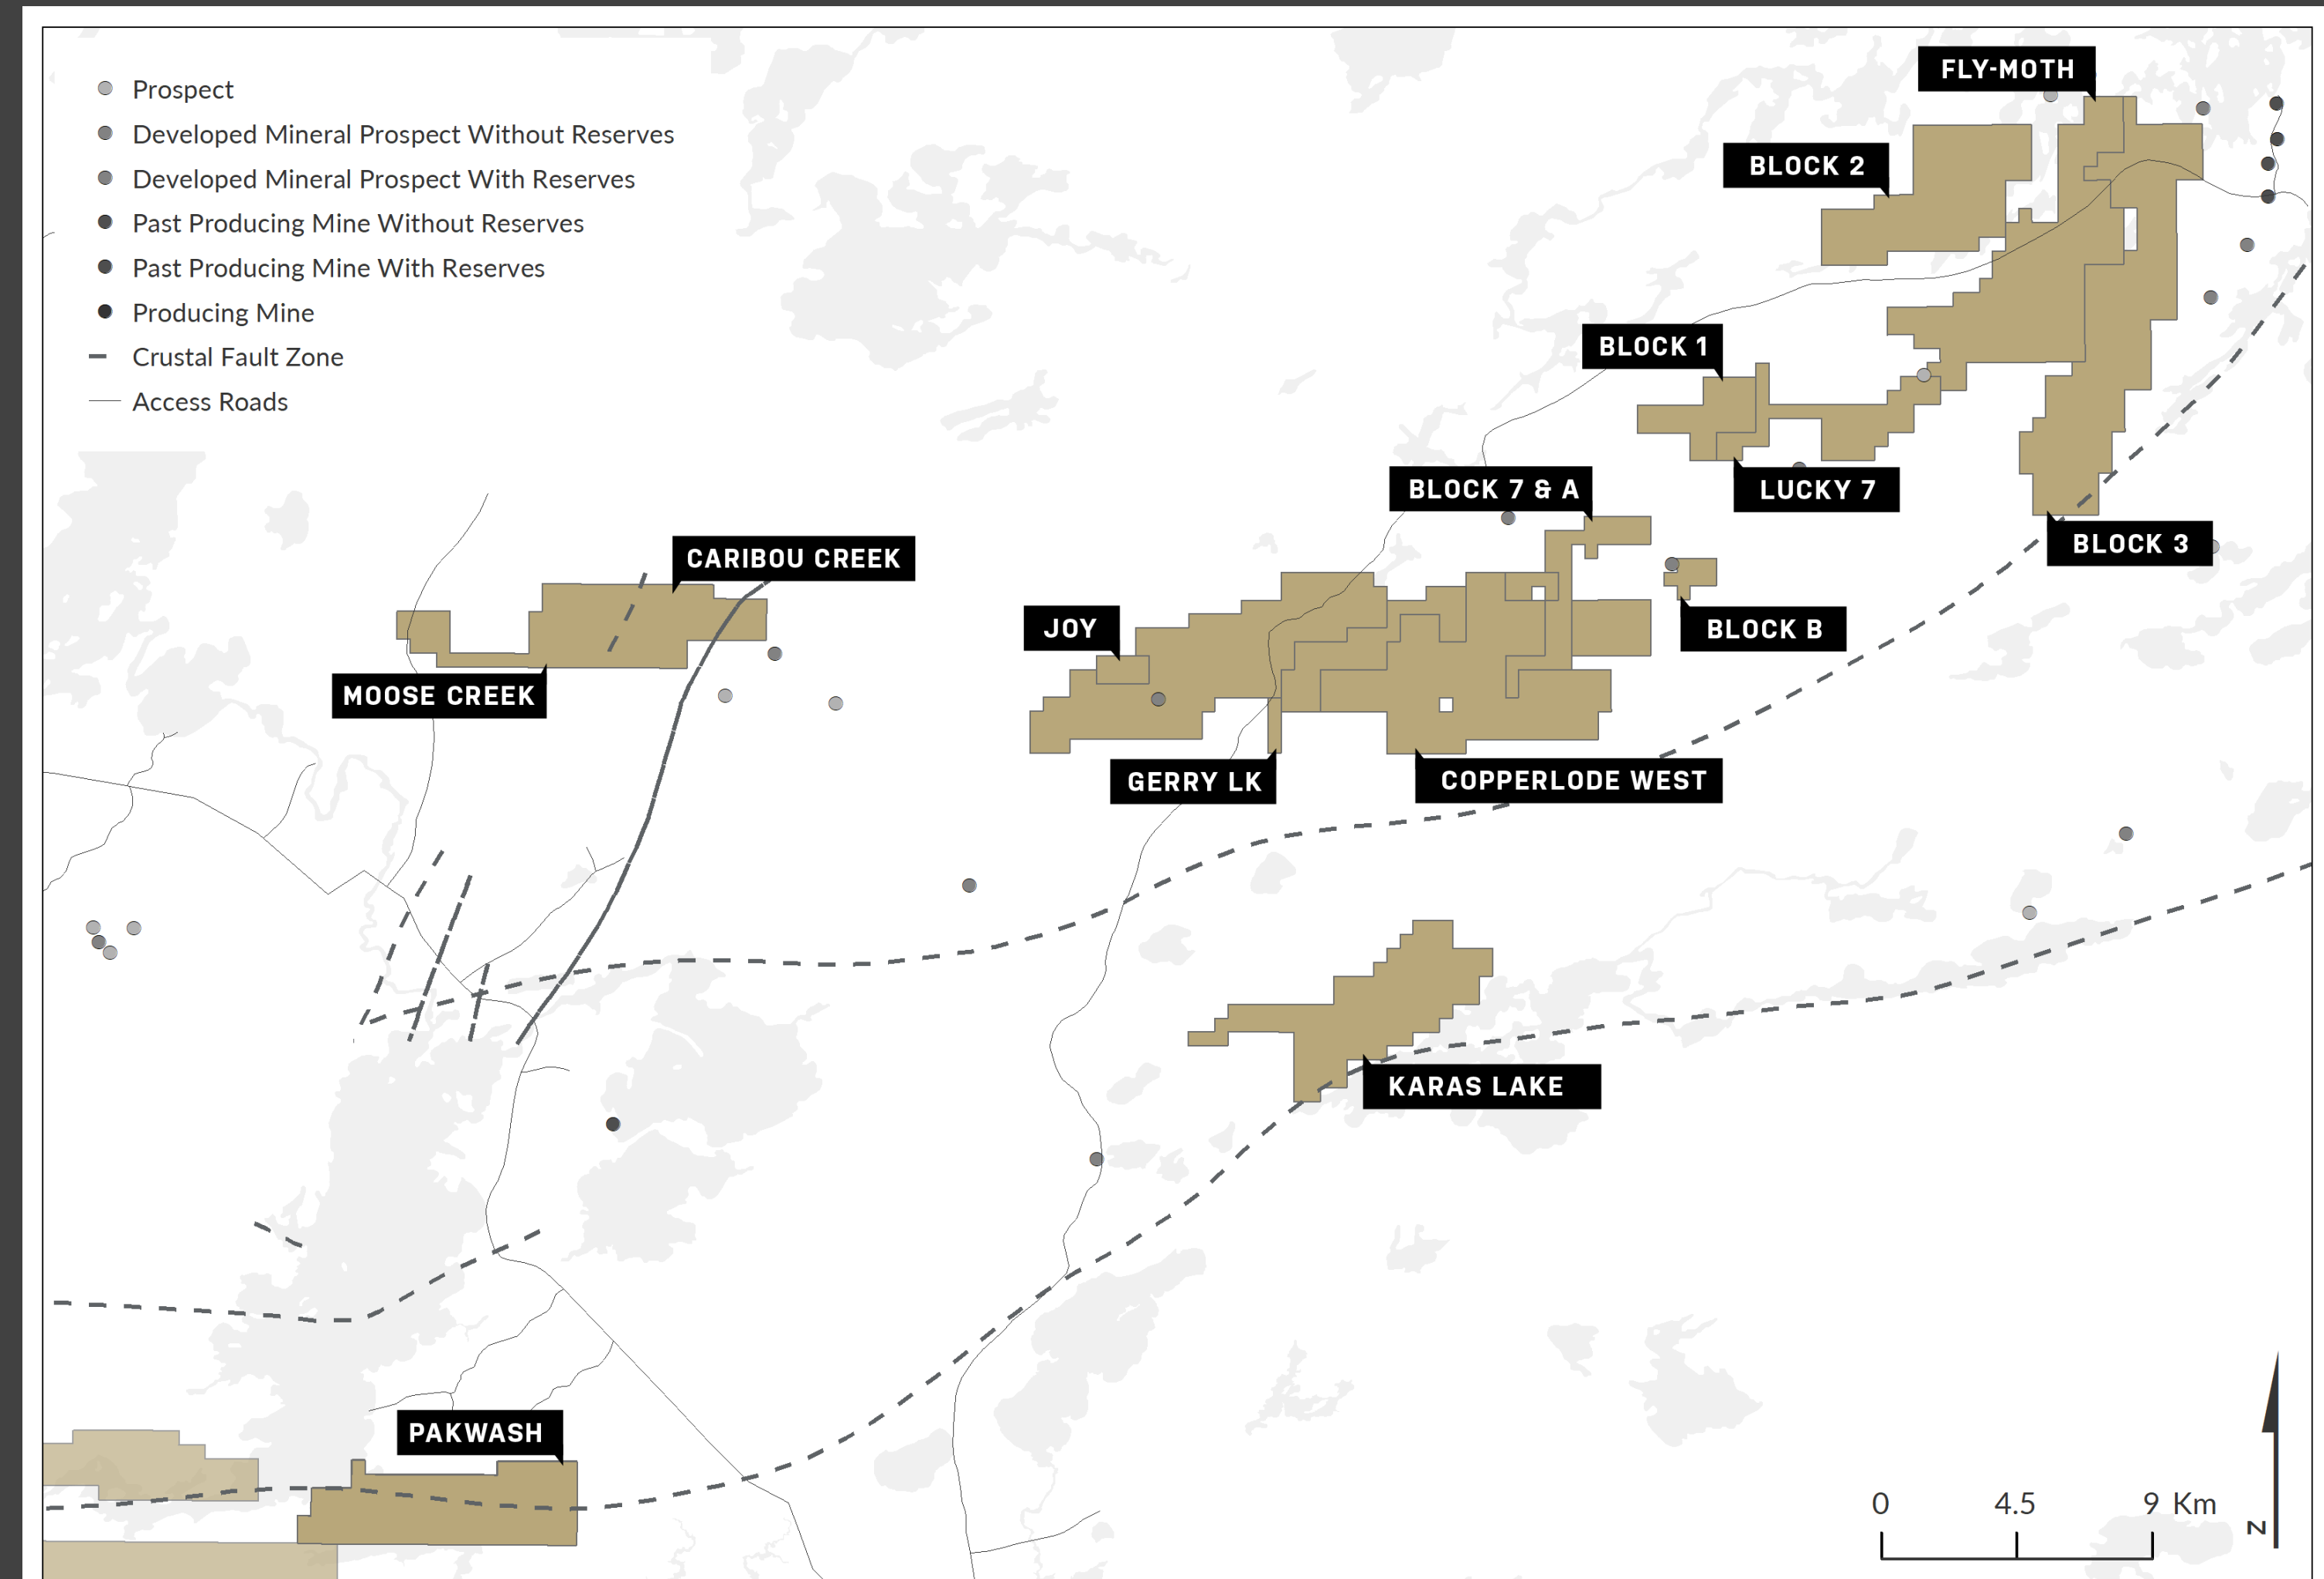 Prospect
Developed Mineral Prospect Without Reserves
Developed Mineral Prospect With Reserves
Past Producing Mine Without Reserves
Past Producing Mine With Reserves
Producing Mine
Crustal Fault Zone
Access Roads
FLY-MOTH
BLOCK 2
BLOCK 1
BLOCK 7 & A
LUCKY 7
BLOCK 3
CARIBOU CREEK
JOY
BLOCK B
MOOSE CREEK
GERRY LK
COPPERLODE WEST
KARAS LAKE
PAKWASH
0 4.5 9 Km
N